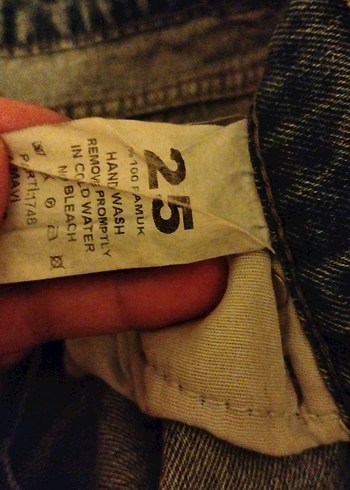 25
%100 PAMUK
HAND WASH
REMOVE PROMPTLY
IN COLD WATER
NO BLEACH
MAVI